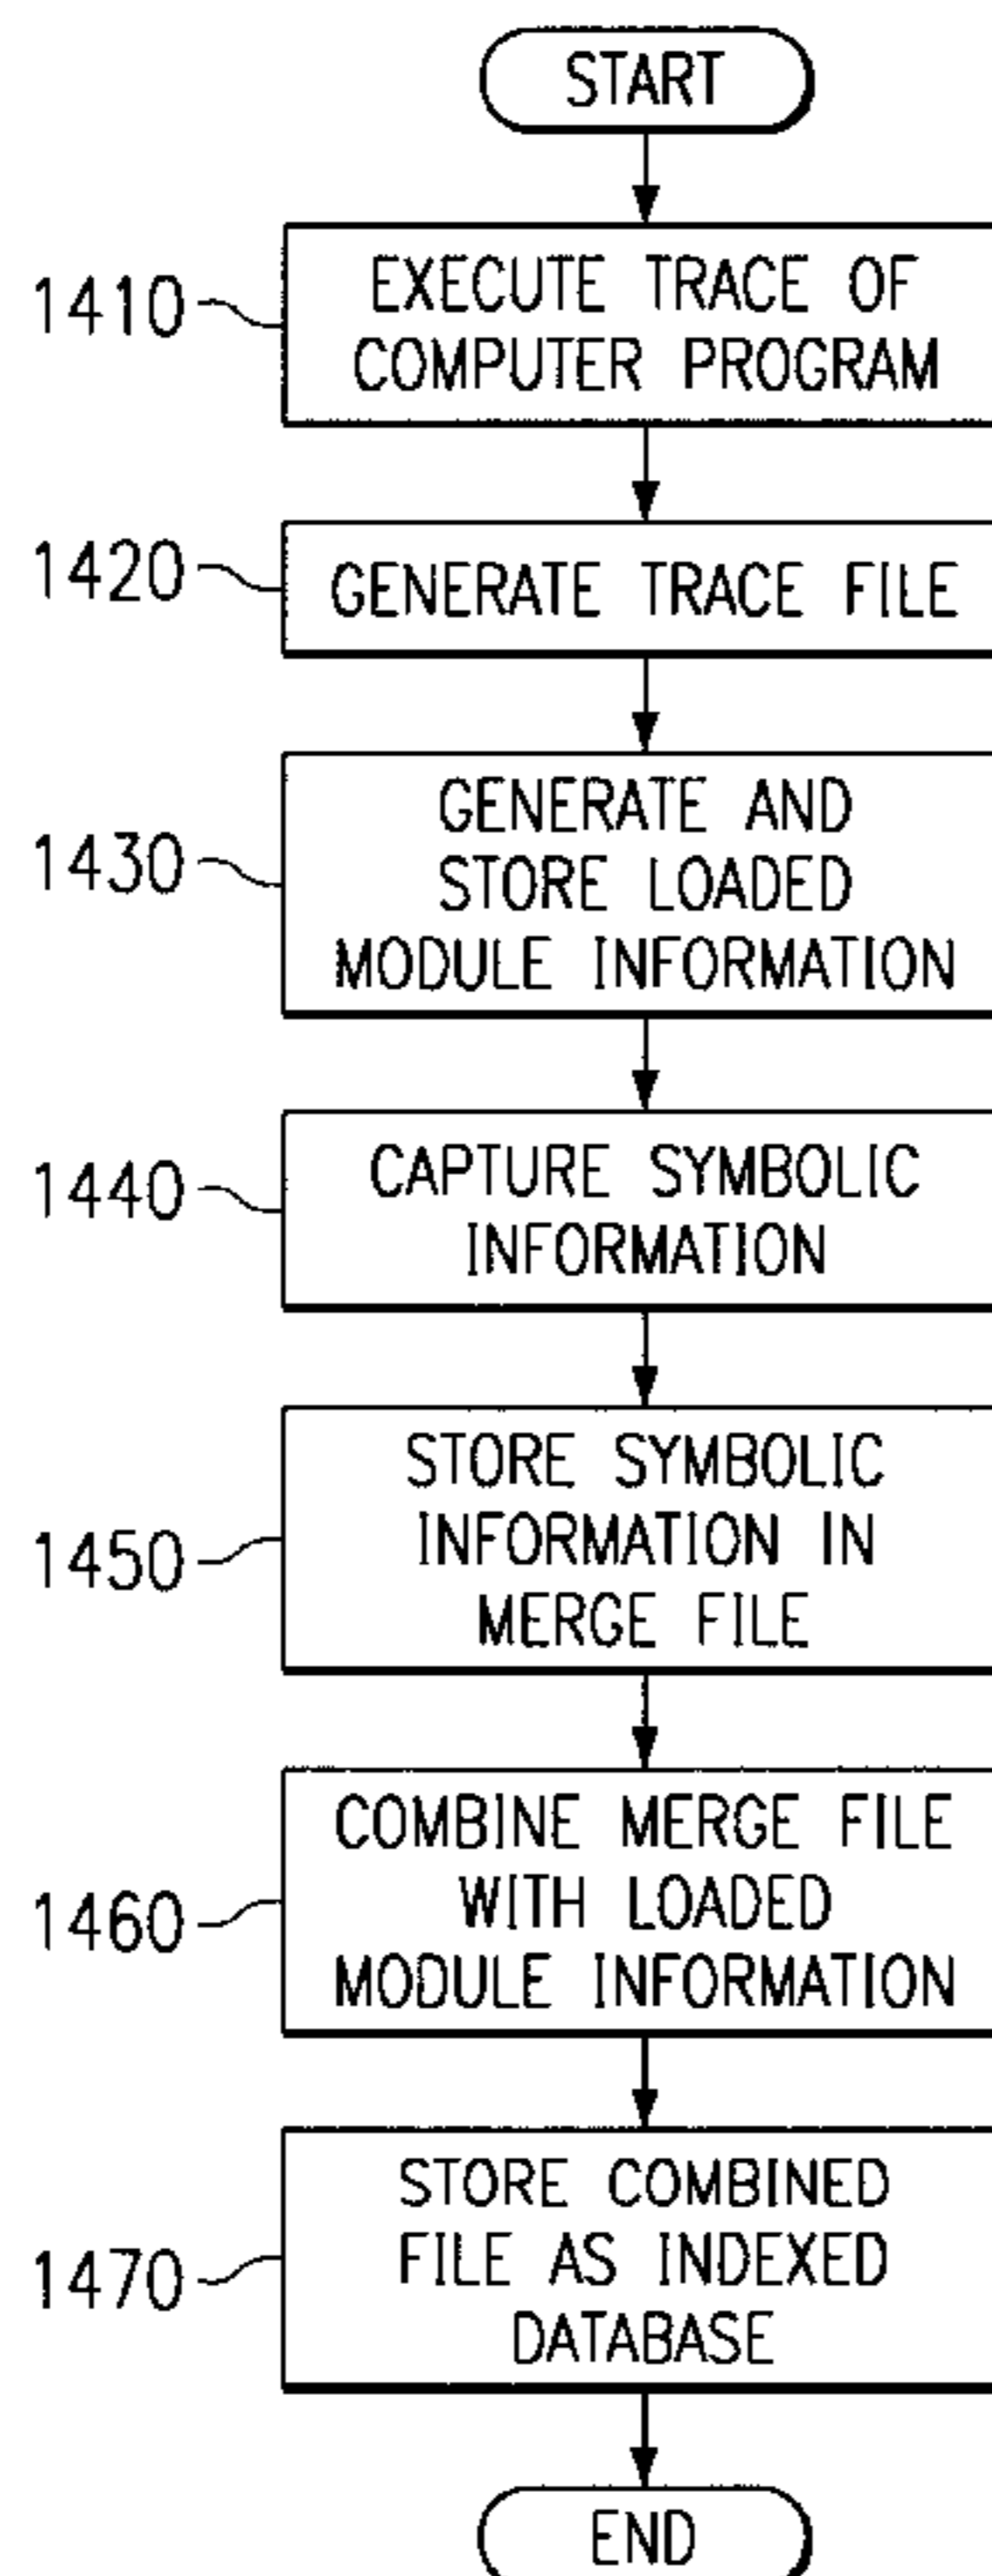 START
1410
EXECUTE TRACE OF
COMPUTER PROGRAM
1420
GENERATE TRACE FILE
1430
GENERATE AND
STORE LOADED
MODULE INFORMATION
1440
CAPTURE SYMBOLIC
INFORMATION
1450
STORE SYMBOLIC
INFORMATION IN
MERGE FILE
1460
COMBINE MERGE FILE
WITH LOADED
MODULE INFORMATION
1470
STORE COMBINED
FILE AS INDEXED
DATABASE
END